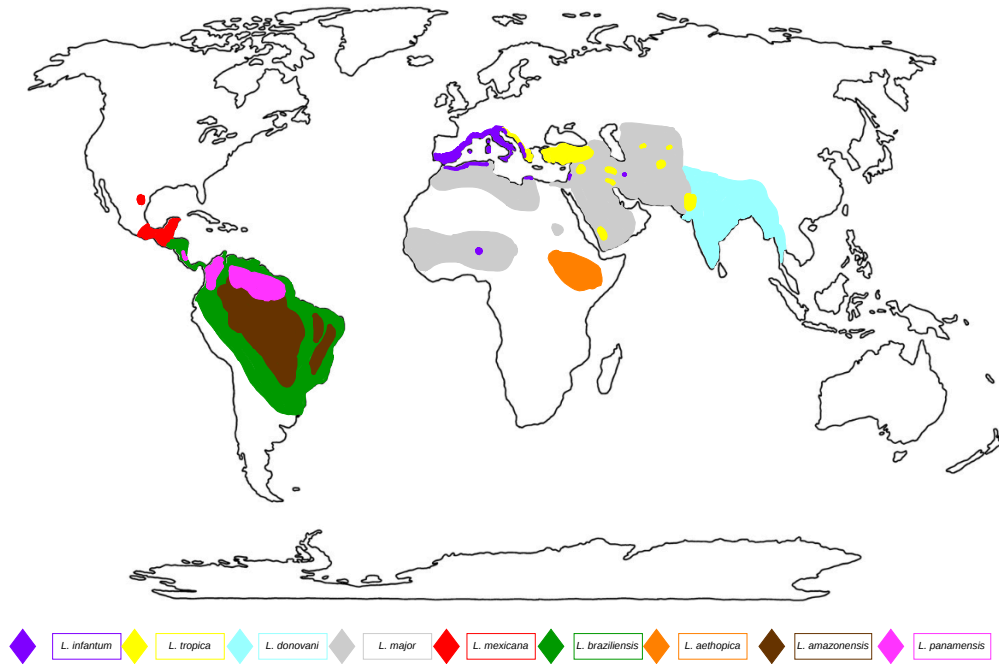 L. infantum L. tropica L. donovani L. major L. mexicana L. braziliensis L. aethopica L. amazonensis L. panamensis